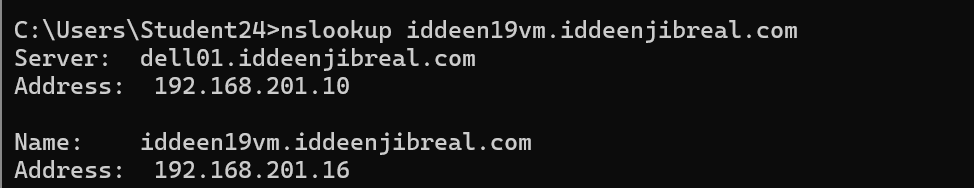 C:\Users\Student24>nslookup iddeen19vm.iddeenjibreal.com
Server:  dell01.iddeenjibreal.com
Address:  192.168.201.10

Name:    iddeen19vm.iddeenjibreal.com
Address:  192.168.201.16